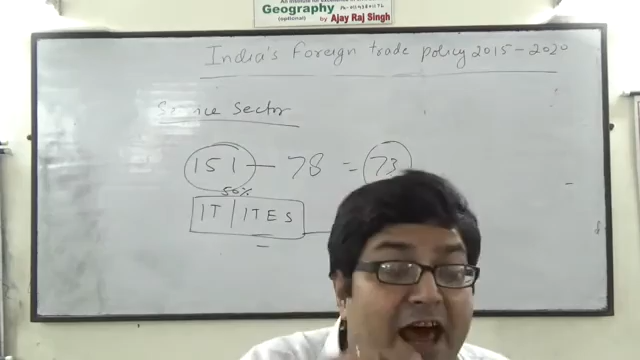 Geography
(optional) by Ajay Raj Singh
India's Foreign trade policy 2015-2020
Service Sector
151 - 78 = 73
50%
IT / ITES